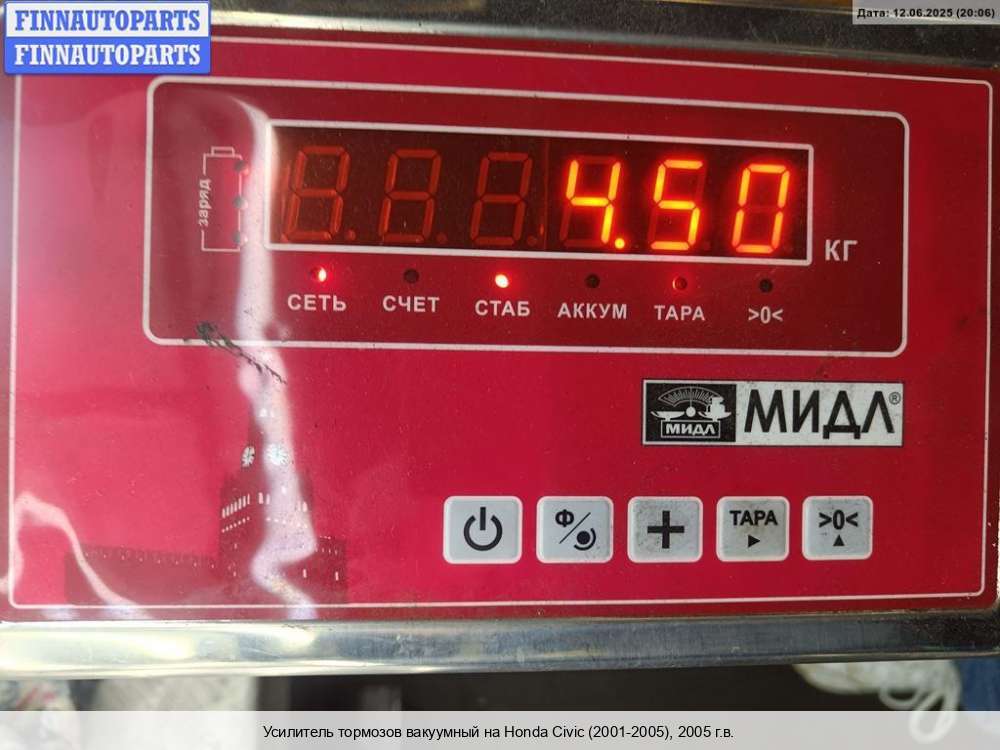 FINNAUTOPARTS
FINNAUTOPARTS
Дата: 12.06.2025 (20:06)
заряд
4.50
КГ
СЕТЬ СЧЕТ СТАБ АККУМ ТАРА >0<
МИДЛ МИДЛ®
Ф ТАРА >0<
Усилитель тормозов вакуумный на Honda Civic (2001-2005), 2005 г.в.